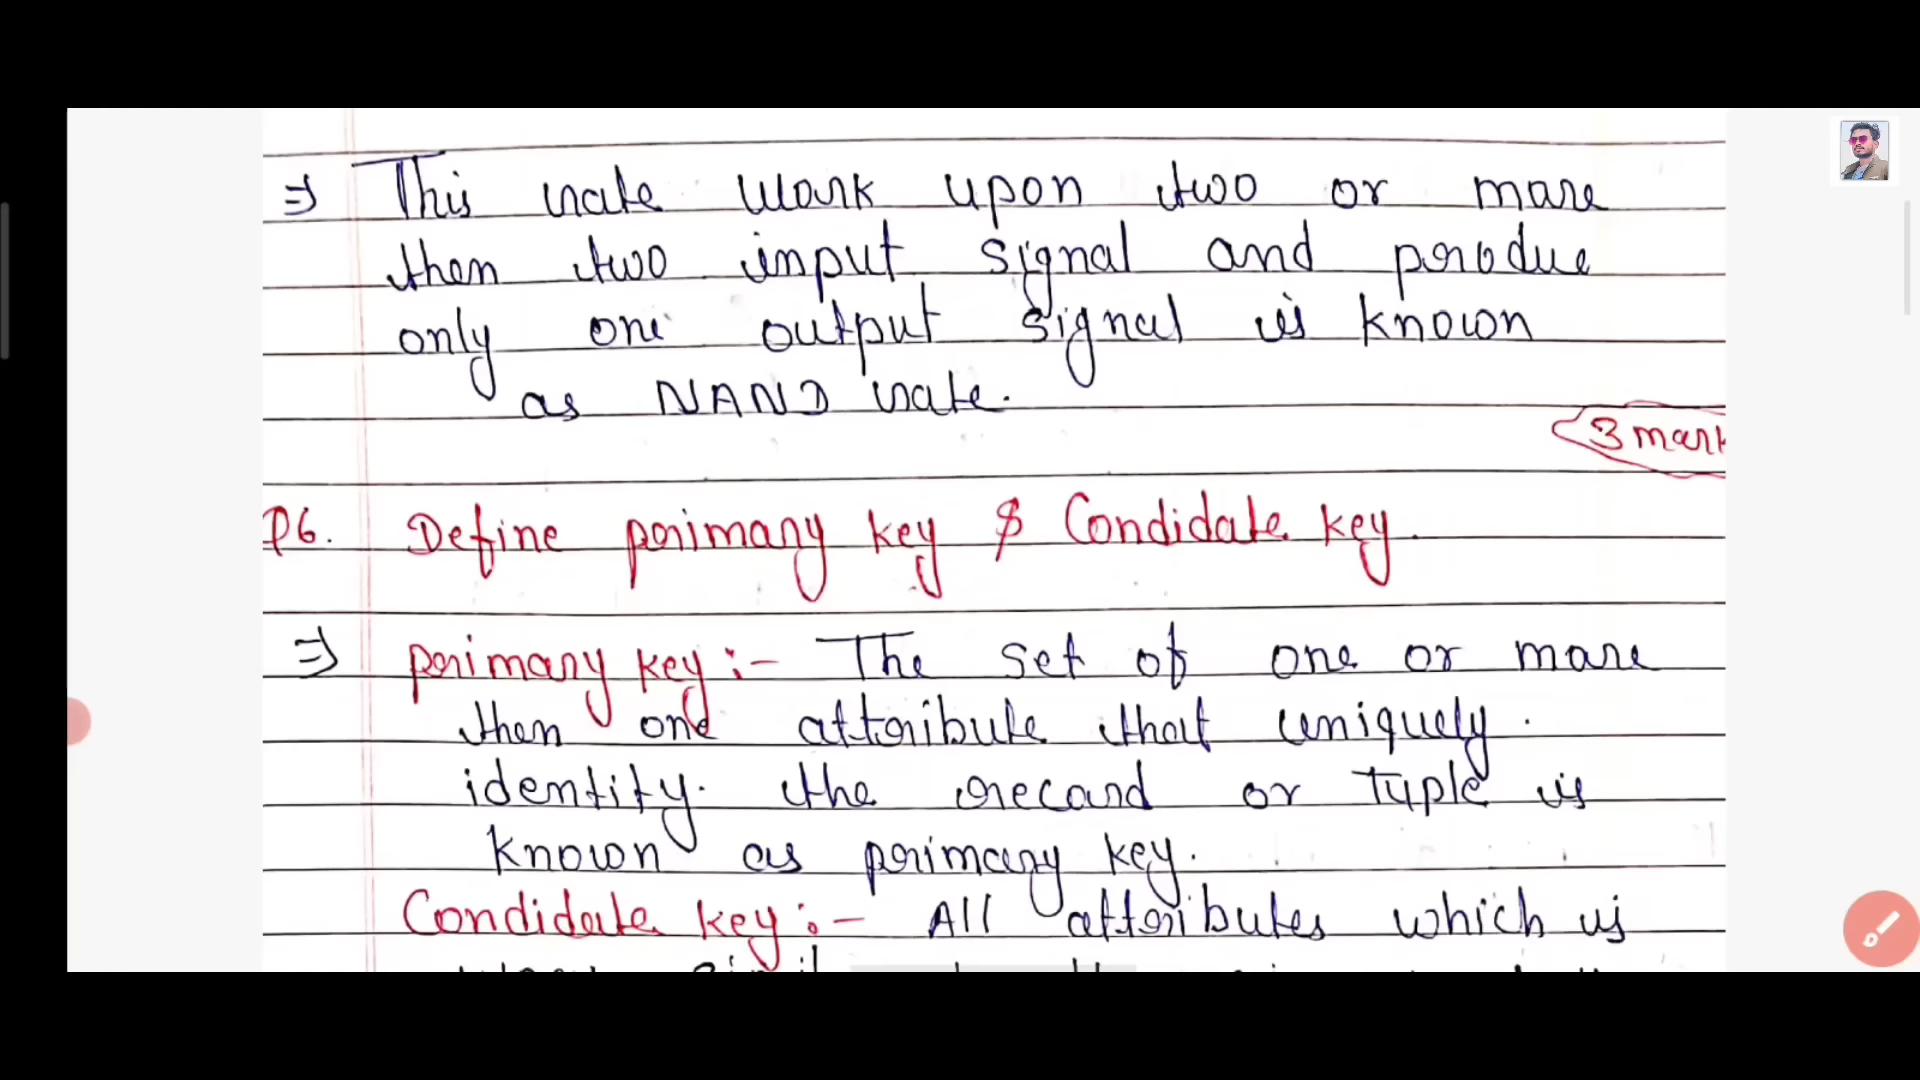 ⇒ This gate work upon two or more
then two input signal and produe
only one output signal is known
as NAND gate.
3 mark
Q6. Define primary key & Condidate key.
⇒ primary key :- The set of one or more
then one attribute that uniquely
identify the record or Tuple is
known as primary key.
Condidate key :- All attributes which is